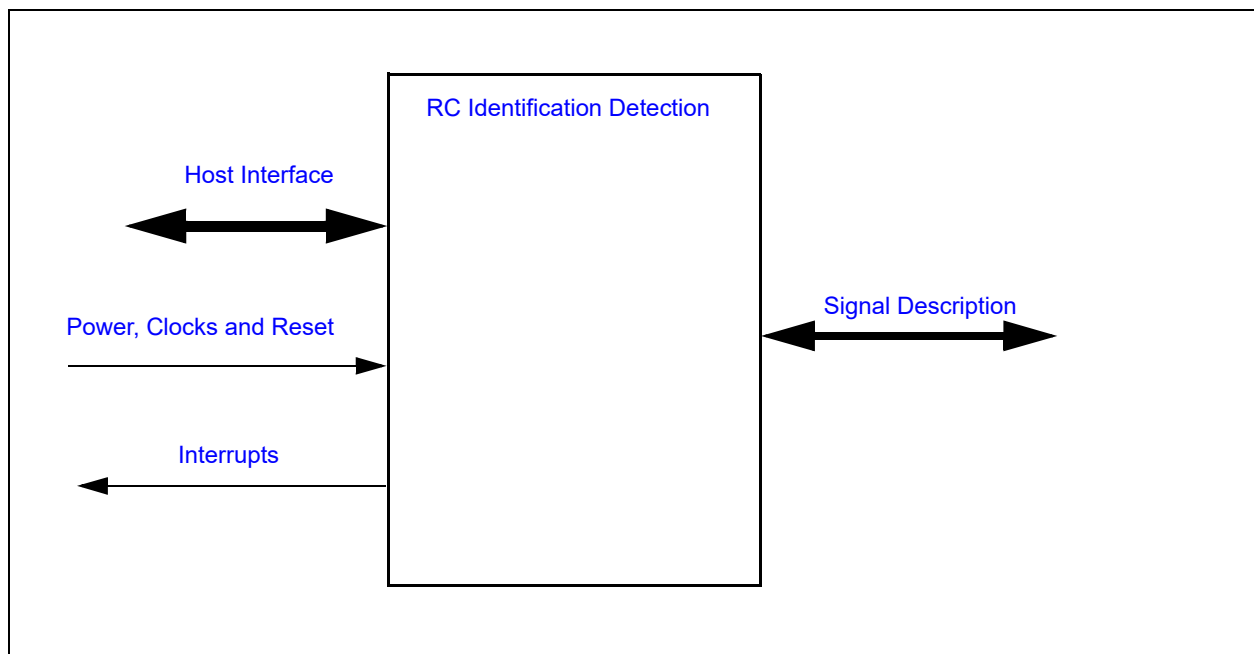 RC Identification Detection
Host Interface
Signal Description
Power, Clocks and Reset
Interrupts